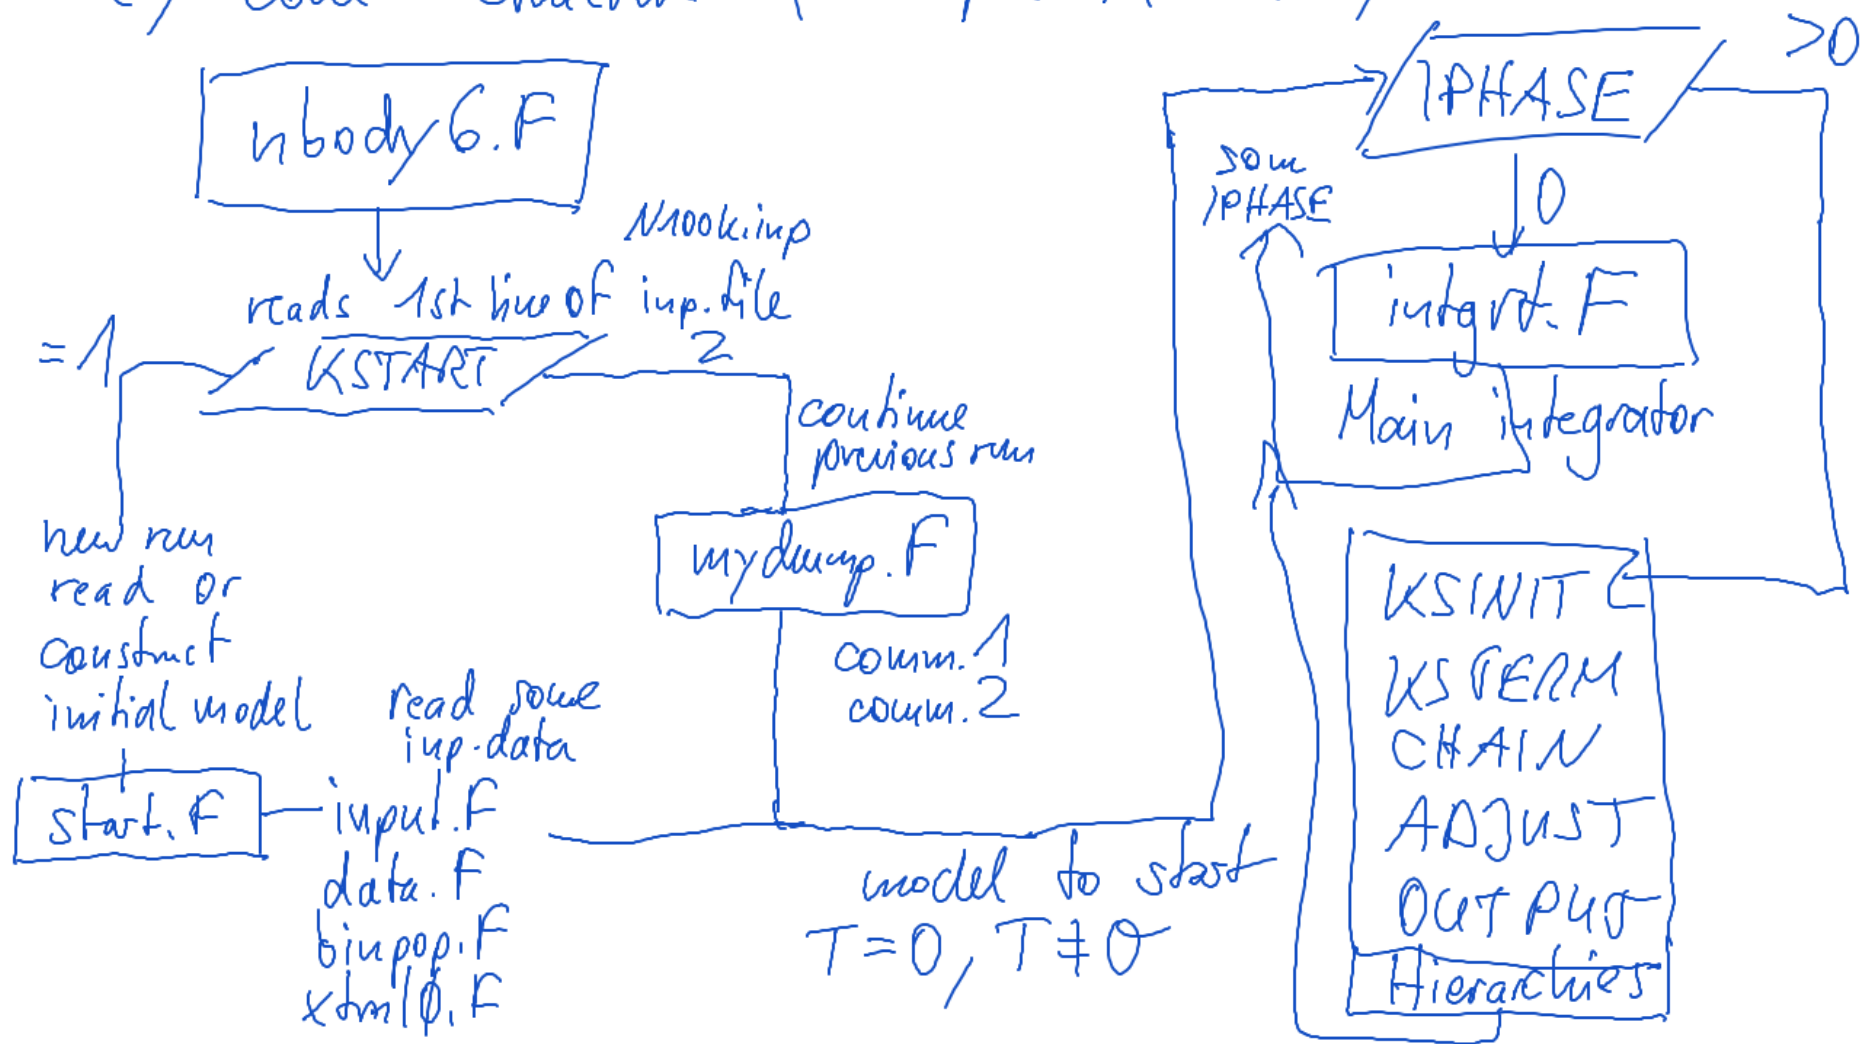 nbody6.F
N100k.inp
reads 1st line of inp.file
= 1
KSTART
2
continue
previous run
new run
read or
construct
initial model
mydump.F
comm. 1
comm. 2
read some
inp.data
start.F
input.F
data.F
binpop.F
model to start
T=0, T≠0
IPHASE
>0
som
IPHASE
0
intgrt.F
Main integrator
KSINIT
KSTERM
CHAIN
ADJUST
OUTPUT
Hierarchies